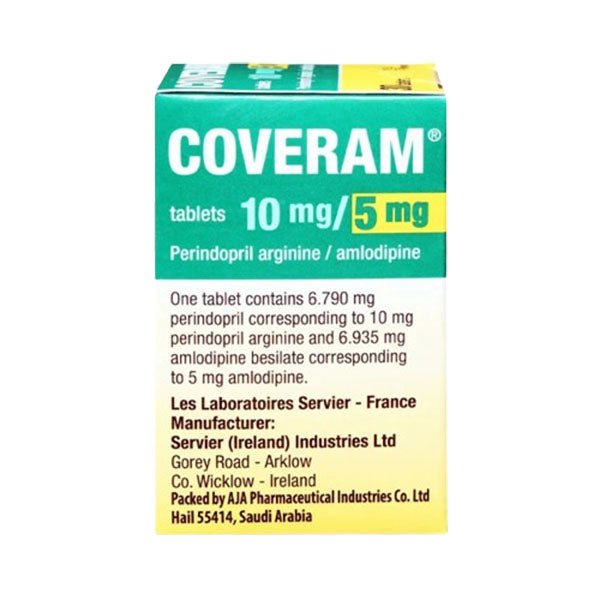 COVERAM
COVERAM®
tablets 10 mg/5 mg
Perindopril arginine / amlodipine
One tablet contains 6.790 mg
perindopril corresponding to 10 mg
perindopril arginine and 6.935 mg
amlodipine besilate corresponding
to 5 mg amlodipine.
Les Laboratoires Servier - France
Manufacturer:
Servier (Ireland) Industries Ltd
Gorey Road - Arklow
Co. Wicklow - Ireland
Packed by AJA Pharmaceutical Industries Co. Ltd
Hail 55414, Saudi Arabia